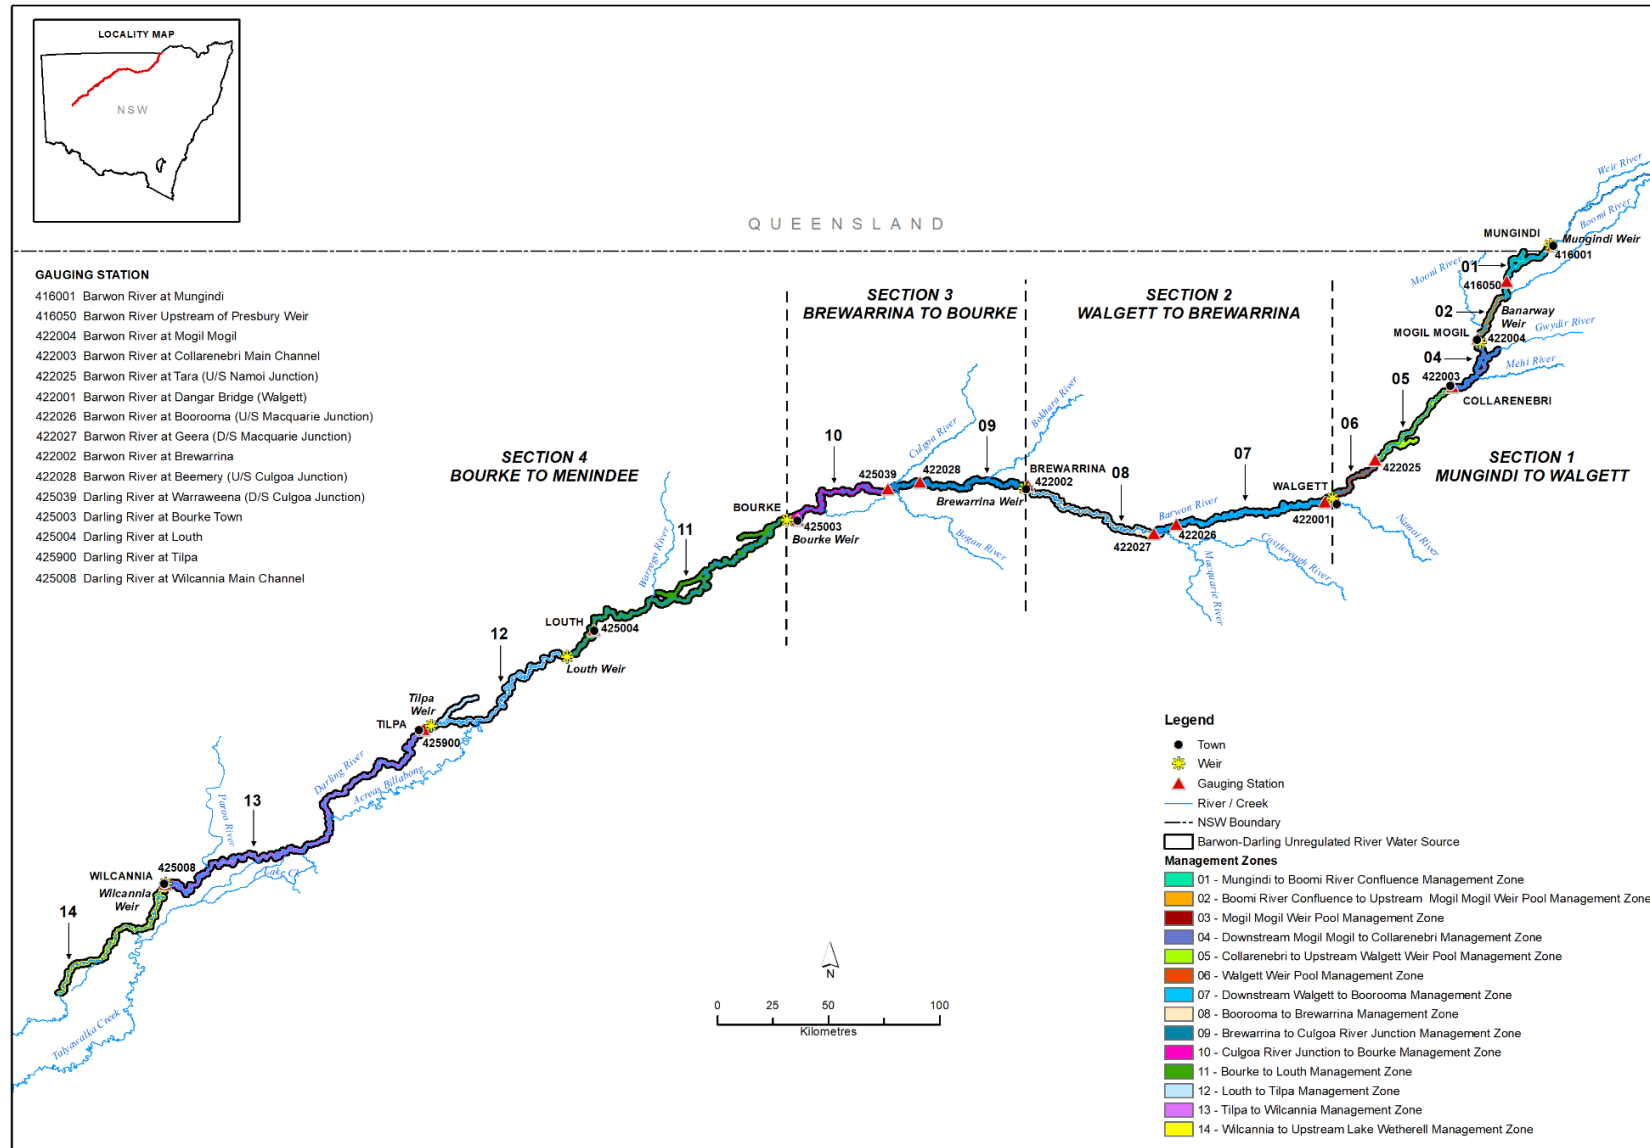 LOCALITY MAP
NSW
QUEENSLAND
GAUGING STATION
416001 Barwon River at Mungindi
416050 Barwon River Upstream of Presbury Weir
422004 Barwon River at Mogil Mogil
422003 Barwon River at Collarenebri Main Channel
422025 Barwon River at Tara (U/S Namoi Junction)
422001 Barwon River at Dangar Bridge (Walgett)
422026 Barwon River at Boorooma (U/S Macquarie Junction)
422027 Barwon River at Geera (D/S Macquarie Junction)
422002 Barwon River at Brewarrina
422028 Barwon River at Beemery (U/S Culgoa Junction)
425039 Darling River at Warraweena (D/S Culgoa Junction)
425003 Darling River at Bourke Town
425004 Darling River at Louth
425900 Darling River at Tilpa
425008 Darling River at Wilcannia Main Channel
SECTION 4
BOURKE TO MENINDEE
SECTION 3
BREWARRINA TO BOURKE
SECTION 2
WALGETT TO BREWARRINA
SECTION 1
MUNGINDI TO WALGETT
Weir River
Boomi River
MUNGINDI
Mungindi Weir
416001
Mooni River
01
416050
02
Banarway
Weir
MOGIL MOGIL
422004
Gwydir River
04
Mehi River
422003
05
COLLARENEBRI
06
422025
WALGETT
422001
Namoi River
07
Barwon River
422026
Castlereagh River
Macquarie River
422027
08
BREWARRINA
422002
Brewarrina Weir
Bokhara River
09
422028
Culgoa River
425039
Bogan River
10
BOURKE
425003
Bourke Weir
11
Warrego River
LOUTH
425004
Louth Weir
12
Tilpa
Weir
TILPA
425900
Darling River
Acreas Billabong
13
Paroo River
Lake Ck
425008
WILCANNIA
Wilcannia
Weir
14
Talyawalka Creek
N
0 25 50 100
Kilometres
Legend
Town
Weir
Gauging Station
River / Creek
NSW Boundary
Barwon-Darling Unregulated River Water Source
Management Zones
01 - Mungindi to Boomi River Confluence Management Zone
02 - Boomi River Confluence to Upstream Mogil Mogil Weir Pool Management Zone
03 - Mogil Mogil Weir Pool Management Zone
04 - Downstream Mogil Mogil to Collarenebri Management Zone
05 - Collarenebri to Upstream Walgett Weir Pool Management Zone
06 - Walgett Weir Pool Management Zone
07 - Downstream Walgett to Boorooma Management Zone
08 - Boorooma to Brewarrina Management Zone
09 - Brewarrina to Culgoa River Junction Management Zone
10 - Culgoa River Junction to Bourke Management Zone
11 - Bourke to Louth Management Zone
12 - Louth to Tilpa Management Zone
13 - Tilpa to Wilcannia Management Zone
14 - Wilcannia to Upstream Lake Wetherell Management Zone